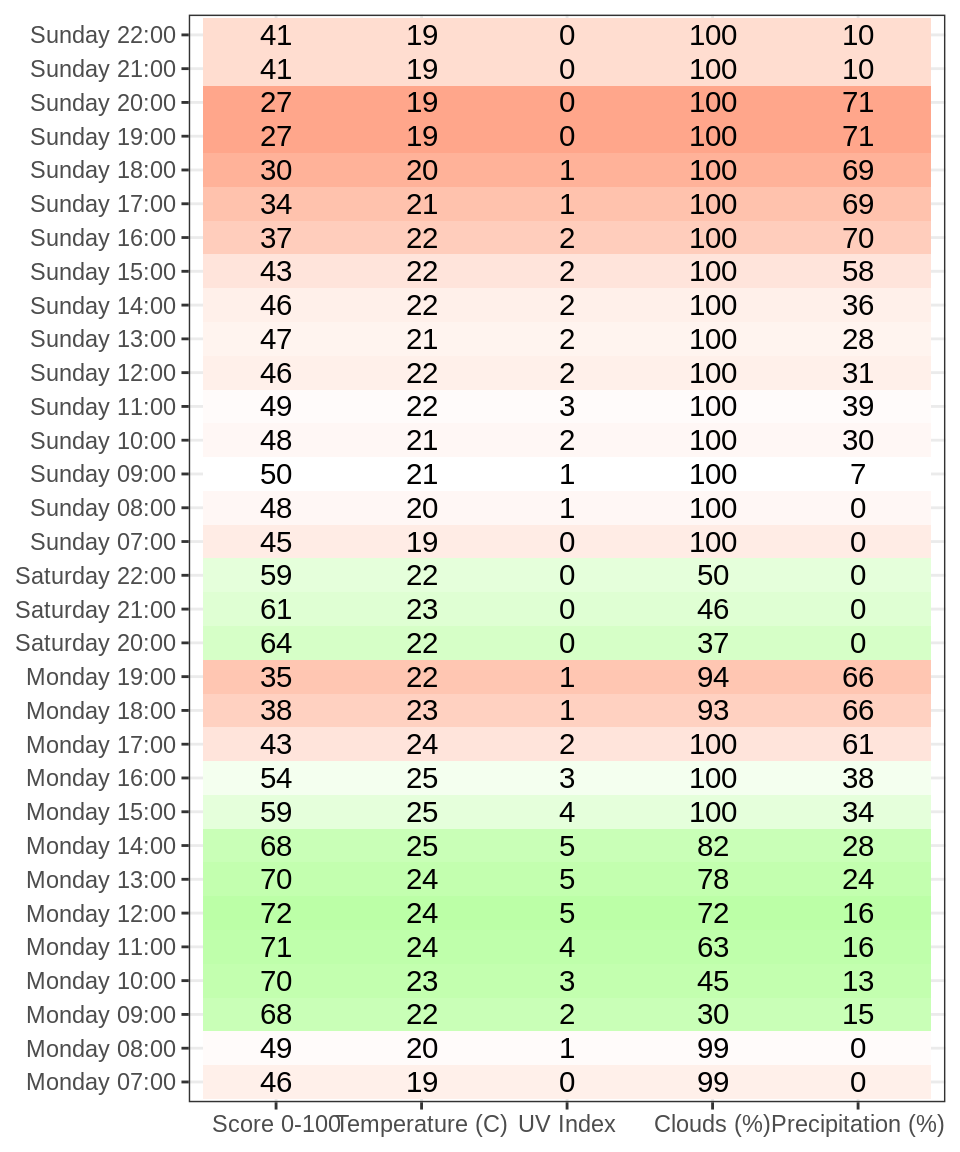 Sunday 22:00 41 19 0 100 10
Sunday 21:00 41 19 0 100 10
Sunday 20:00 27 19 0 100 71
Sunday 19:00 27 19 0 100 71
Sunday 18:00 30 20 1 100 69
Sunday 17:00 34 21 1 100 69
Sunday 16:00 37 22 2 100 70
Sunday 15:00 43 22 2 100 58
Sunday 14:00 46 22 2 100 36
Sunday 13:00 47 21 2 100 28
Sunday 12:00 46 22 2 100 31
Sunday 11:00 49 22 3 100 39
Sunday 10:00 48 21 2 100 30
Sunday 09:00 50 21 1 100 7
Sunday 08:00 48 20 1 100 0
Sunday 07:00 45 19 0 100 0
Saturday 22:00 59 22 0 50 0
Saturday 21:00 61 23 0 46 0
Saturday 20:00 64 22 0 37 0
Monday 19:00 35 22 1 94 66
Monday 18:00 38 23 1 93 66
Monday 17:00 43 24 2 100 61
Monday 16:00 54 25 3 100 38
Monday 15:00 59 25 4 100 34
Monday 14:00 68 25 5 82 28
Monday 13:00 70 24 5 78 24
Monday 12:00 72 24 5 72 16
Monday 11:00 71 24 4 63 16
Monday 10:00 70 23 3 45 13
Monday 09:00 68 22 2 30 15
Monday 08:00 49 20 1 99 0
Monday 07:00 46 19 0 99 0
Score 0-100 Temperature (C) UV Index Clouds (%) Precipitation (%)